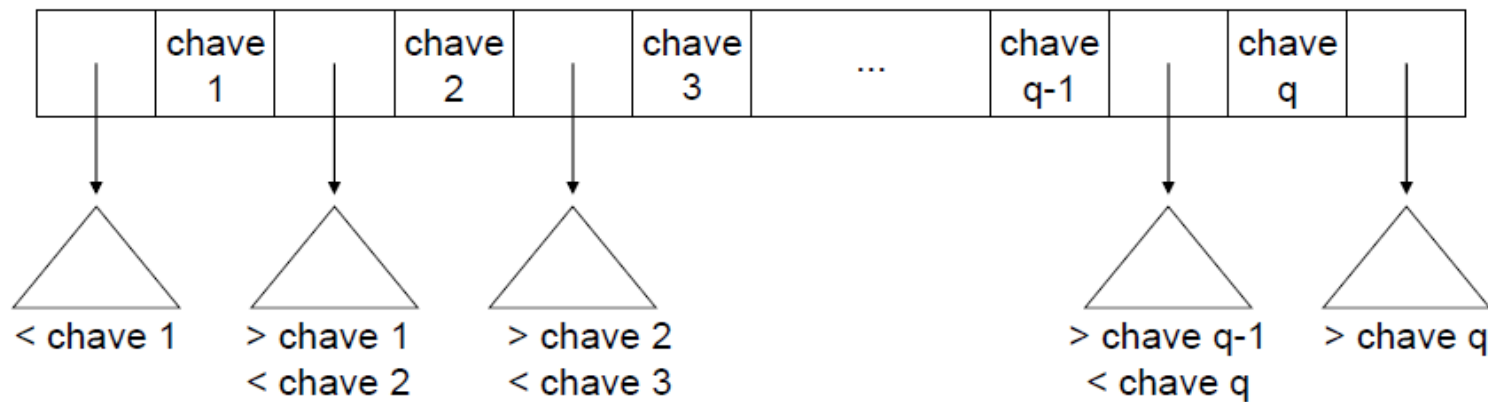 chave 1
chave 2
chave 3
...
chave q-1
chave q
< chave 1
> chave 1
< chave 2
> chave 2
< chave 3
> chave q-1
< chave q
> chave q